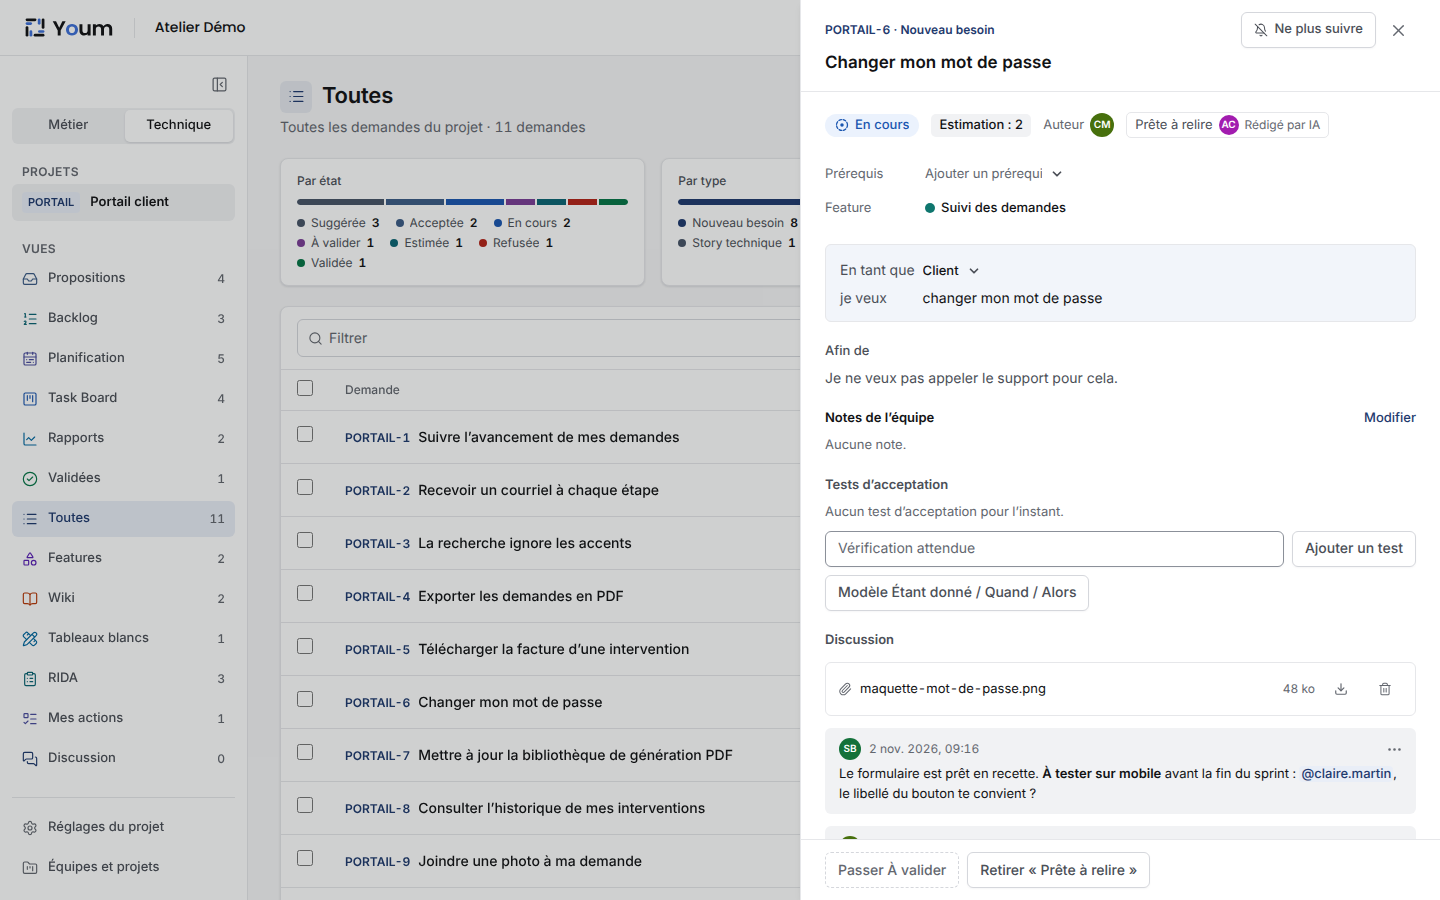 Youm
Atelier Démo
Métier
Technique
PROJETS
PORTAIL Portail client
VUES
Propositions 4
Backlog 3
Planification 5
Task Board 4
Rapports 2
Validées 1
Toutes 11
Features 2
Wiki 2
Tableaux blancs 1
RIDA 3
Mes actions 1
Discussion 0
Réglages du projet
Équipes et projets
Toutes
Toutes les demandes du projet · 11 demandes
Par état
Suggérée 3 Acceptée 2 En cours 2
À valider 1 Estimée 1 Refusée 1
Validée 1
Par type
Nouveau besoin 8
Story technique 1
Filtrer
Demande
PORTAIL-1 Suivre l’avancement de mes demandes
PORTAIL-2 Recevoir un courriel à chaque étape
PORTAIL-3 La recherche ignore les accents
PORTAIL-4 Exporter les demandes en PDF
PORTAIL-5 Télécharger la facture d’une intervention
PORTAIL-6 Changer mon mot de passe
PORTAIL-7 Mettre à jour la bibliothèque de génération PDF
PORTAIL-8 Consulter l’historique de mes interventions
PORTAIL-9 Joindre une photo à ma demande
PORTAIL-6 · Nouveau besoin
Ne plus suivre
Changer mon mot de passe
En cours Estimation : 2 Auteur CM Prête à relire AC Rédigé par IA
Prérequis Ajouter un prérequi
Feature Suivi des demandes
En tant que Client
je veux changer mon mot de passe
Afin de
Je ne veux pas appeler le support pour cela.
Notes de l’équipe Modifier
Aucune note.
Tests d’acceptation
Aucun test d’acceptation pour l’instant.
Vérification attendue Ajouter un test
Modèle Étant donné / Quand / Alors
Discussion
maquette-mot-de-passe.png 48 ko
SB 2 nov. 2026, 09:16
Le formulaire est prêt en recette. À tester sur mobile avant la fin du sprint : @claire.martin,
le libellé du bouton te convient ?
Passer À valider Retirer « Prête à relire »